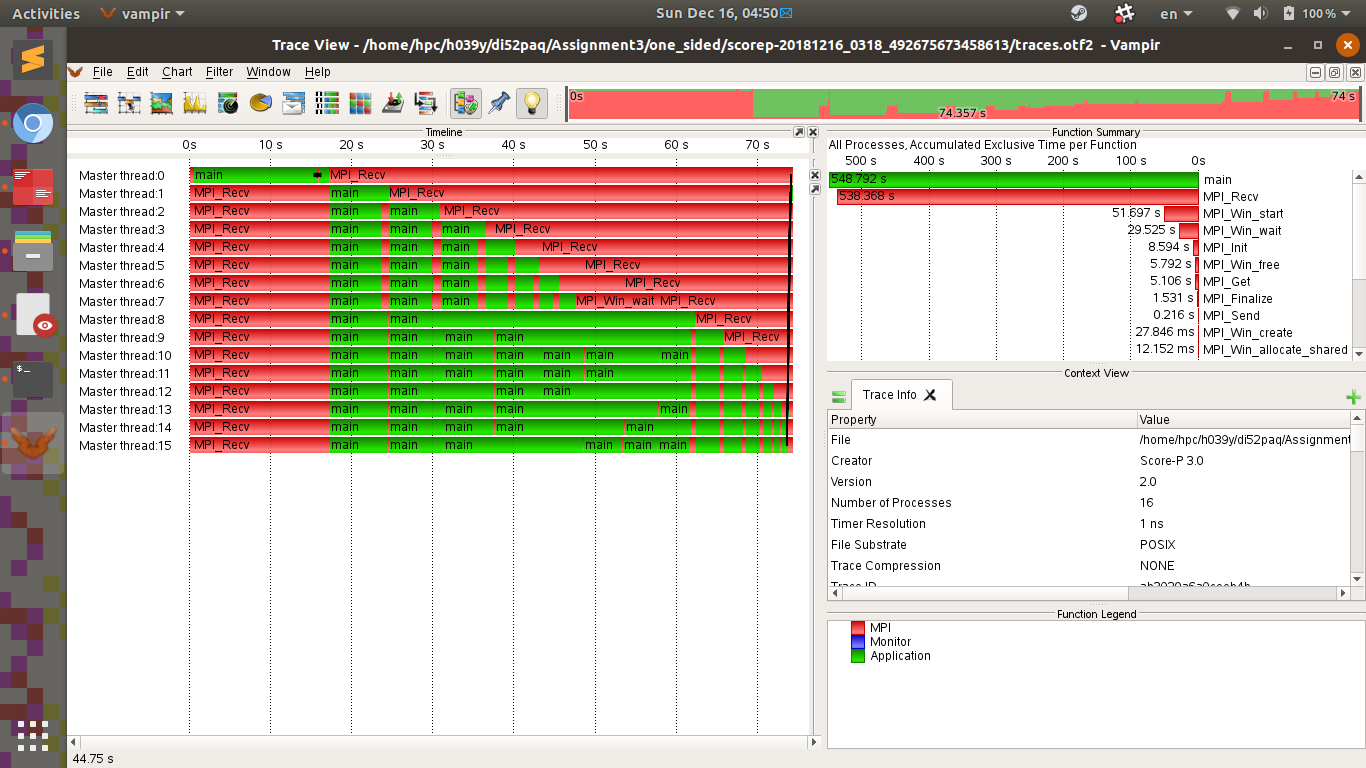 Activities vampir Sun Dec 16, 04:50 en 100 %
Trace View - /home/hpc/h039y/di52paq/Assignment3/one_sided/scorep-20181216_0318_492675673458613/traces.otf2 - Vampir
File Edit Chart Filter Window Help
0s 74.357 s 74 s
Timeline
0s 10 s 20 s 30 s 40 s 50 s 60 s 70 s
Master thread:0 main MPI_Recv
Master thread:1 MPI_Recv main MPI_Recv
Master thread:2 MPI_Recv main main MPI_Recv
Master thread:3 MPI_Recv main main main MPI_Recv
Master thread:4 MPI_Recv main main main MPI_Recv
Master thread:5 MPI_Recv main main main MPI_Recv
Master thread:6 MPI_Recv main main main MPI_Recv
Master thread:7 MPI_Recv main main main MPI_Win_wait MPI_Recv
Master thread:8 MPI_Recv main main MPI_Recv
Master thread:9 MPI_Recv main main main main MPI_Recv
Master thread:10 MPI_Recv main main main main main main main
Master thread:11 MPI_Recv main main main main main main
Master thread:12 MPI_Recv main main main main main
Master thread:13 MPI_Recv main main main main main
Master thread:14 MPI_Recv main main main main main
Master thread:15 MPI_Recv main main main main main main
44.75 s
Function Summary
All Processes, Accumulated Exclusive Time per Function
500 s 400 s 300 s 200 s 100 s 0s
548.792 s main
538.368 s MPI_Recv
51.697 s MPI_Win_start
29.525 s MPI_Win_wait
8.594 s MPI_Init
5.792 s MPI_Win_free
5.106 s MPI_Get
1.531 s MPI_Finalize
0.216 s MPI_Send
27.846 ms MPI_Win_create
12.152 ms MPI_Win_allocate_shared
Context View
Trace Info
Property Value
File /home/hpc/h039y/di52paq/Assignment
Creator Score-P 3.0
Version 2.0
Number of Processes 16
Timer Resolution 1 ns
File Substrate POSIX
Trace Compression NONE
Trace ID
Function Legend
MPI
Monitor
Application